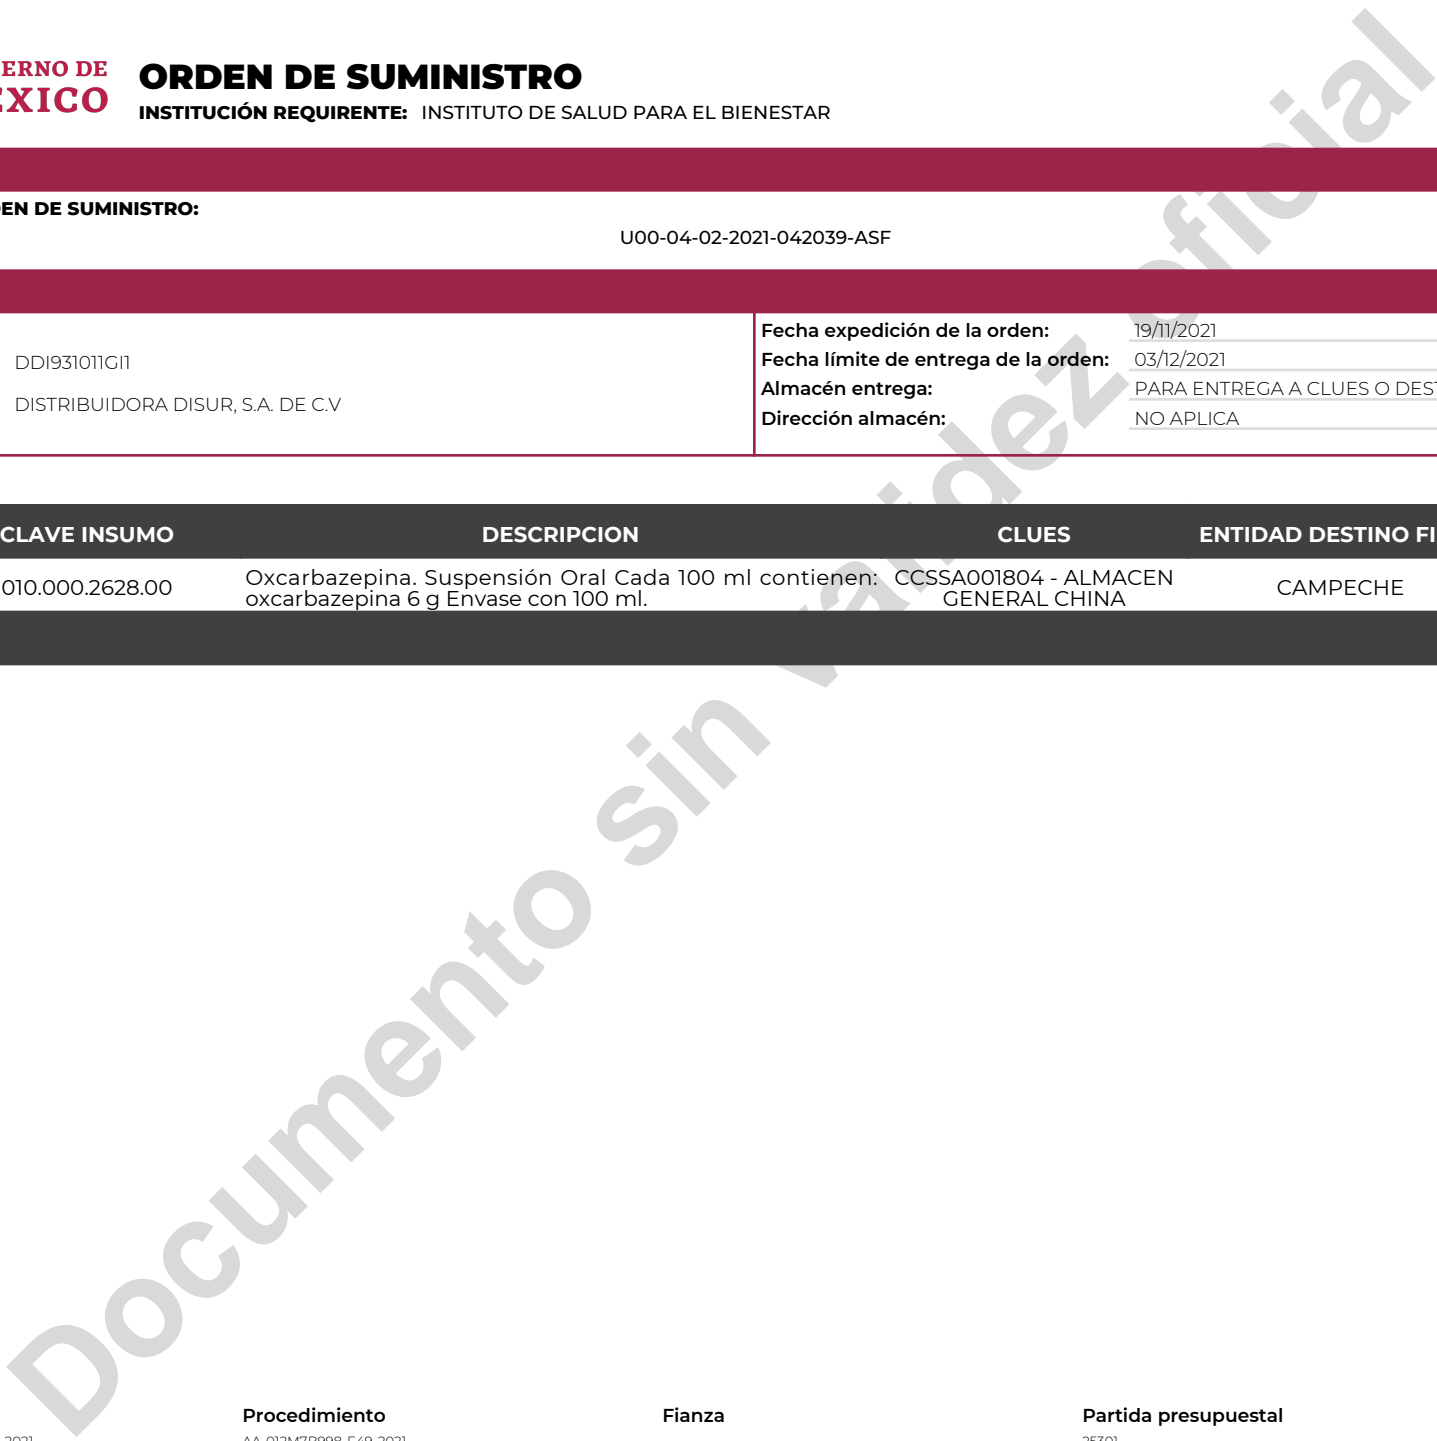 ERNO DE
EXICO
ORDEN DE SUMINISTRO
INSTITUCIÓN REQUIRENTE: INSTITUTO DE SALUD PARA EL BIENESTAR
EN DE SUMINISTRO:
U00-04-02-2021-042039-ASF
DDI931011GI1
DISTRIBUIDORA DISUR, S.A. DE C.V
Fecha expedición de la orden: 19/11/2021
Fecha límite de entrega de la orden: 03/12/2021
Almacén entrega: PARA ENTREGA A CLUES O DEST
Dirección almacén: NO APLICA
CLAVE INSUMO DESCRIPCION CLUES ENTIDAD DESTINO FI
010.000.2628.00
Oxcarbazepina. Suspensión Oral Cada 100 ml contienen:
oxcarbazepina 6 g Envase con 100 ml.
CCSSA001804 - ALMACEN
GENERAL CHINA
CAMPECHE
Documento sin validez oficial
Procedimiento Fianza Partida presupuestal